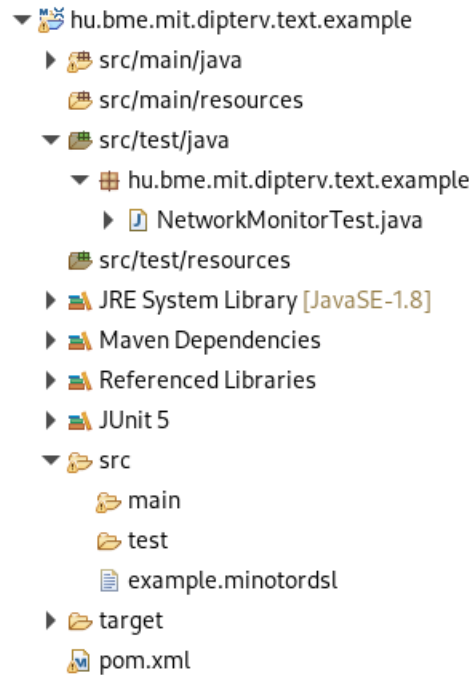 hu.bme.mit.dipterv.text.example
src/main/java
src/main/resources
src/test/java
hu.bme.mit.dipterv.text.example
NetworkMonitorTest.java
src/test/resources
JRE System Library [JavaSE-1.8]
Maven Dependencies
Referenced Libraries
JUnit 5
src
main
test
example.minotordsl
target
pom.xml